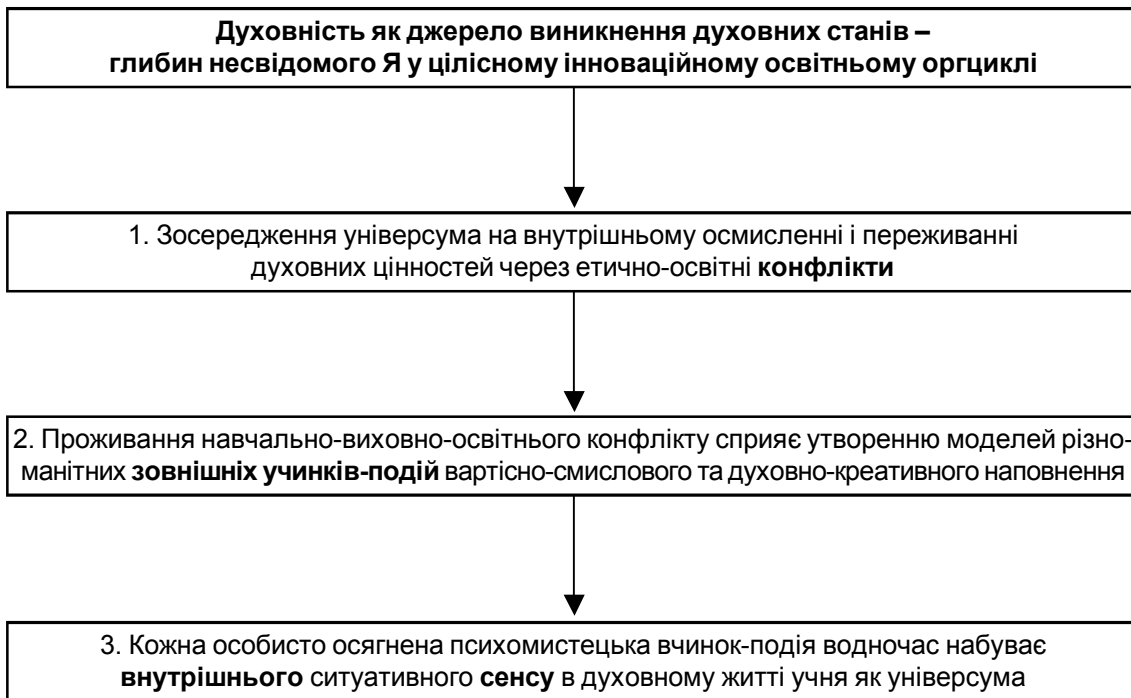 Духовність як джерело виникнення духовних станів –
глибин несвідомого Я у цілісному інноваційному освітньому оргциклі
1. Зосередження універсума на внутрішньому осмисленні і переживанні
духовних цінностей через етично-освітні конфлікти
2. Проживання навчально-виховно-освітнього конфлікту сприяє утворенню моделей різно-
манітних зовнішніх учинків-подій вартісно-смислового та духовно-креативного наповнення
3. Кожна особисто осягнена психомистецька вчинок-подія водночас набуває
внутрішнього ситуативного сенсу в духовному житті учня як універсума